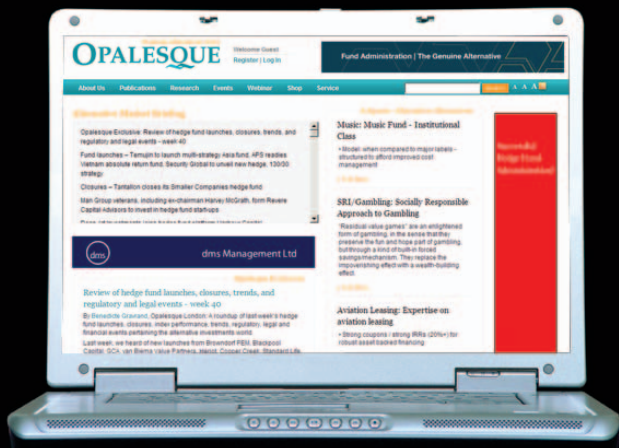 OPALESQUE
Welcome Guest
Register | Log In
Fund Administration | The Genuine Alternative
About Us Publications Research Events Webinar Shop Service
A A A
Opalesque Exclusive: Review of hedge fund launches, closures, trends, and
regulatory and legal events - week 40
Fund launches – Temujin to launch multi-strategy Asia fund, APS readies
Vietnam absolute return fund, Security Global to unveil new hedge, 130/30
strategy
Closures – Tantallon closes its Smaller Companies hedge fund
Man Group veterans, including ex-chairman Harvey McGrath, form Revere
Capital Advisors to invest in hedge fund startups
dms
dms Management Ltd
Review of hedge fund launches, closures, trends, and
regulatory and legal events - week 40
By Benedicte Gravrand, Opalesque London: A roundup of last week's hedge
fund launches, closures, index performance, trends, regulatory, legal and
financial events pertaining the alternative investments world.
Last week, we heard of new launches from Browndorf PEM, Blackpool
Capital, GCA, van Biema Value Partners, Cooper Creek, Standard Life
Music: Music Fund - Institutional
Class
• Model: when compared to major labels -
structured to afford improved cost
management
SRI/Gambling: Socially Responsible
Approach to Gambling
"Residual value games" are an enlightened
form of gambling, in the sense that they
preserve the fun and hope part of gambling,
but through a kind of built-in forced
savings mechanism. They replace the
impoverishing effect with a wealth-building
effect.
Aviation Leasing: Expertise on
aviation leasing
• Strong coupons / strong IRRs (20%+) for
robust asset backed financing